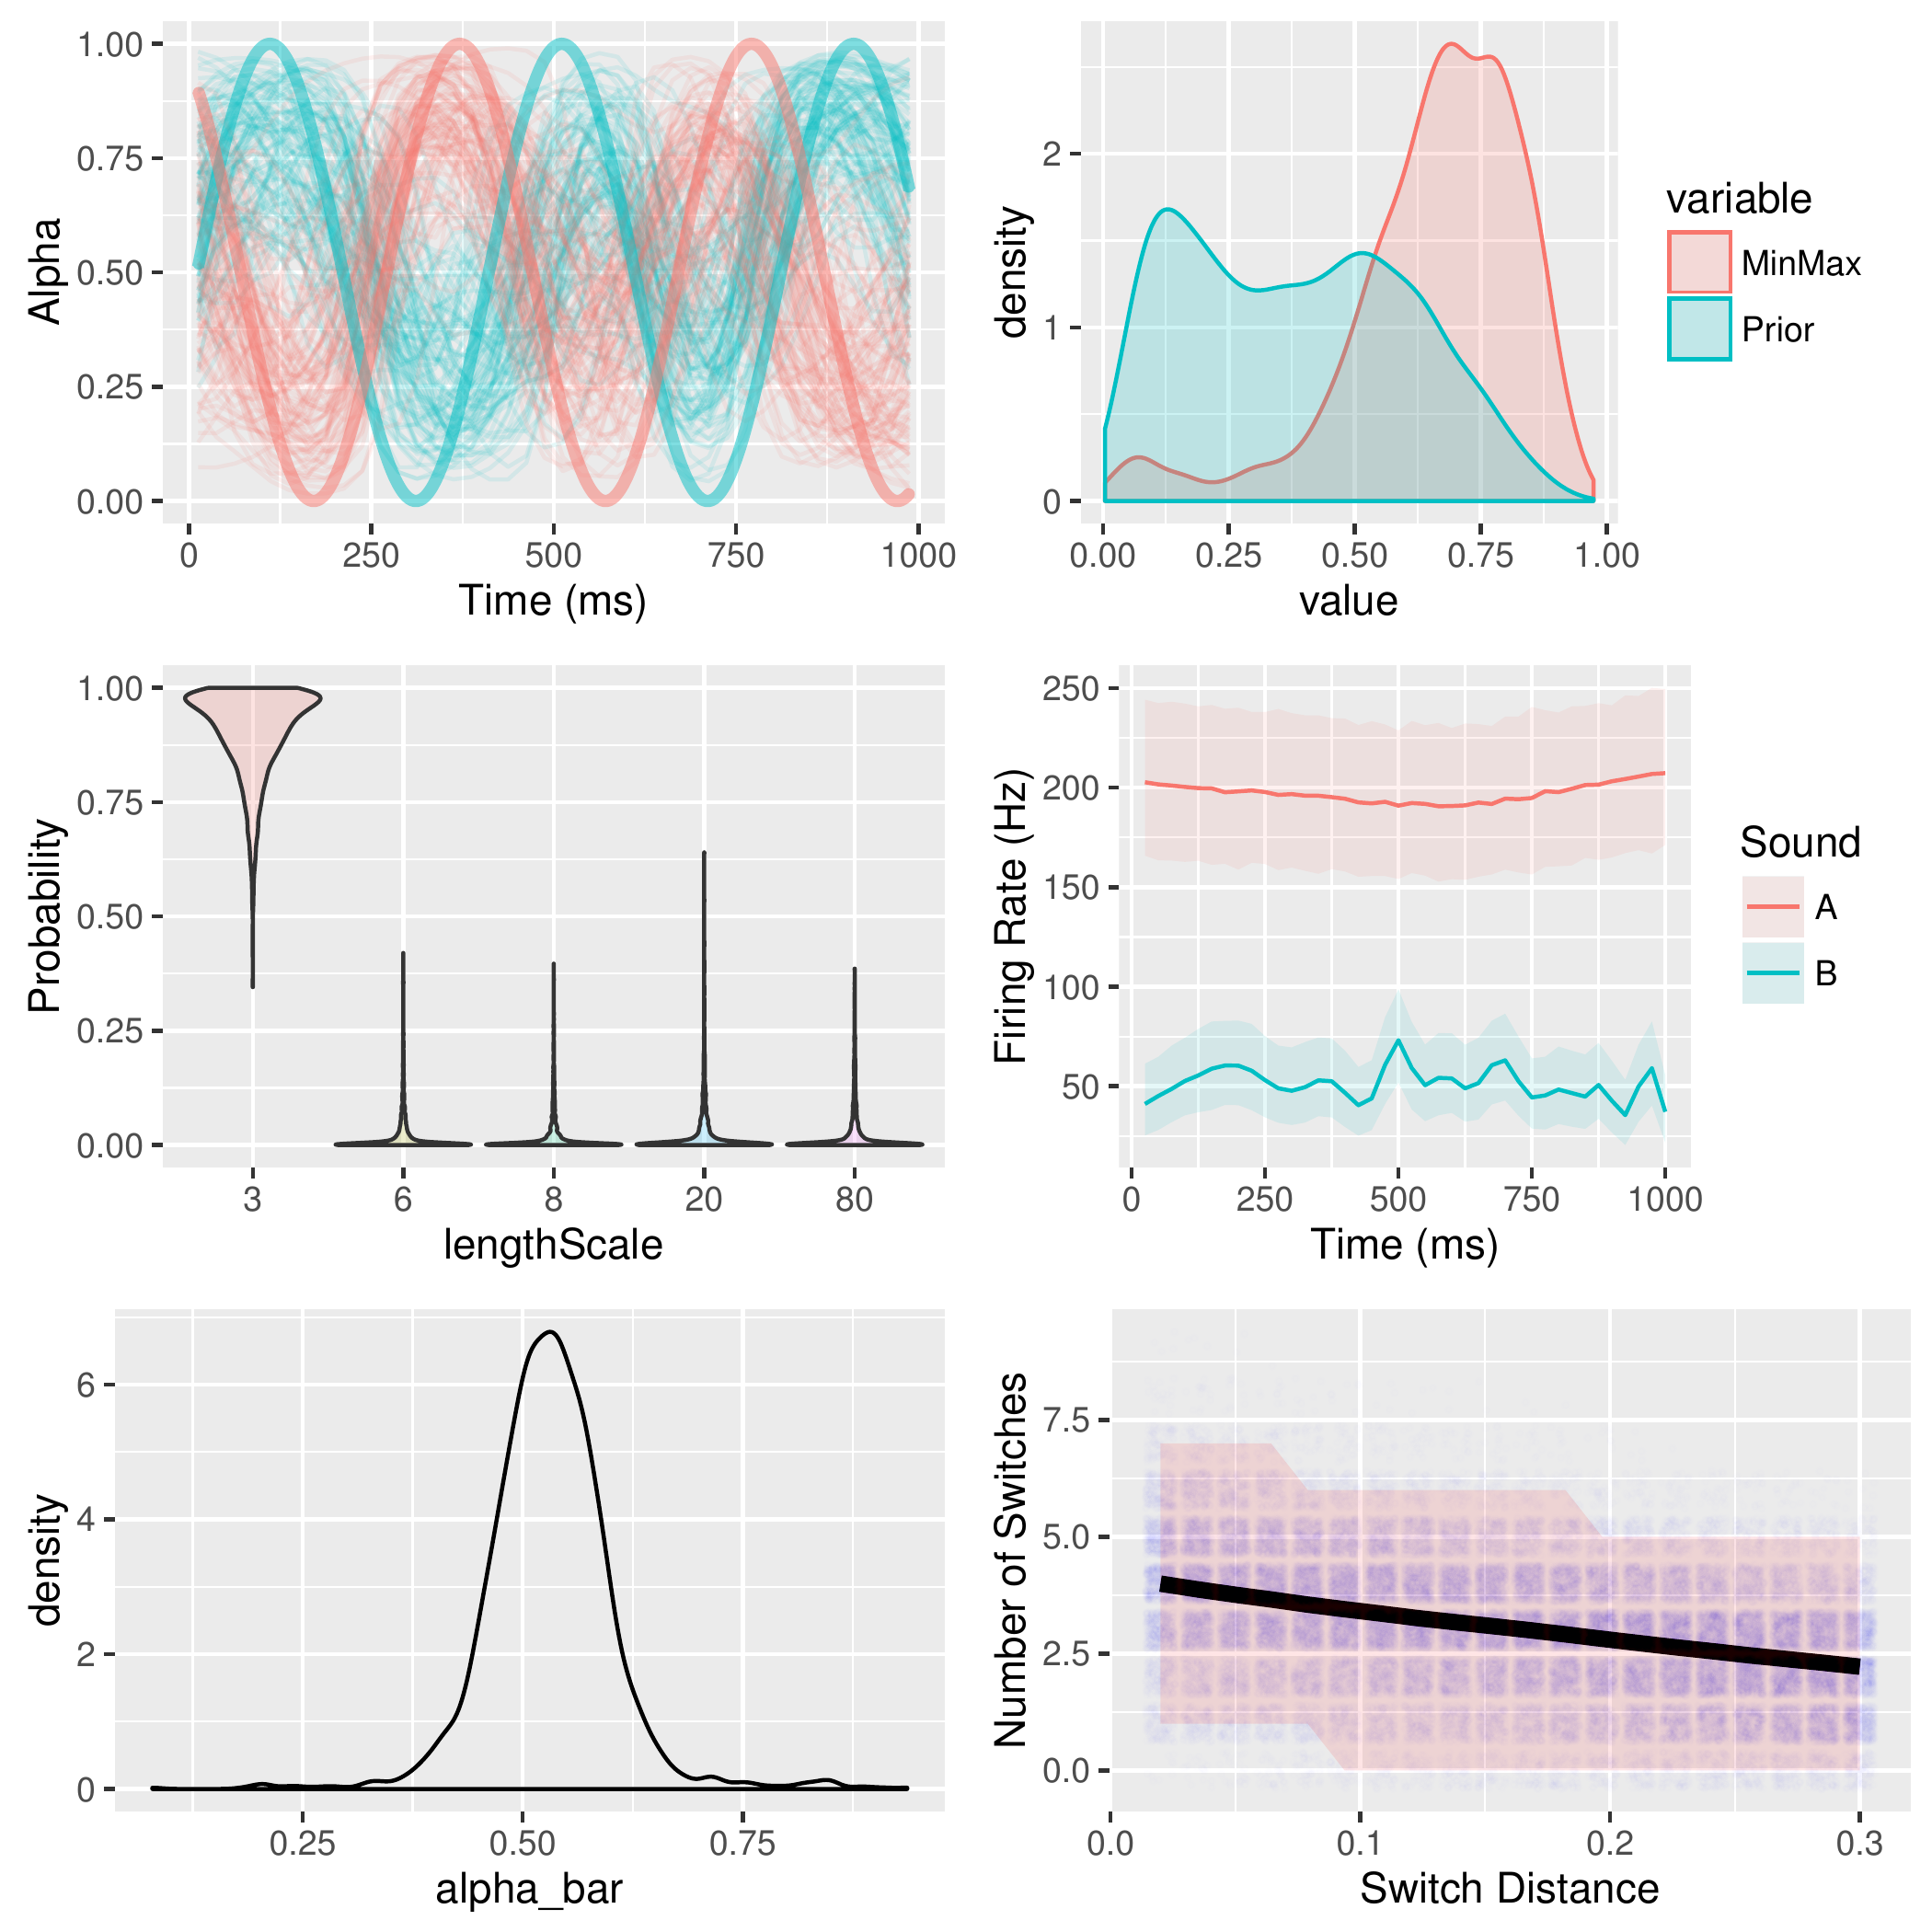 1.00
0.75
0.50
0.25
0.00
Alpha
0 250 500 750 1000
Time (ms)
2
1
0
density
0.00 0.25 0.50 0.75 1.00
value
variable
MinMax
Prior
1.00
0.75
0.50
0.25
0.00
Probability
3 6 8 20 80
lengthScale
250
200
150
100
50
Firing Rate (Hz)
0 250 500 750 1000
Time (ms)
Sound
A
B
6
4
2
0
density
0.25 0.50 0.75
alpha_bar
7.5
5.0
2.5
0.0
Number of Switches
0.0 0.1 0.2 0.3
Switch Distance